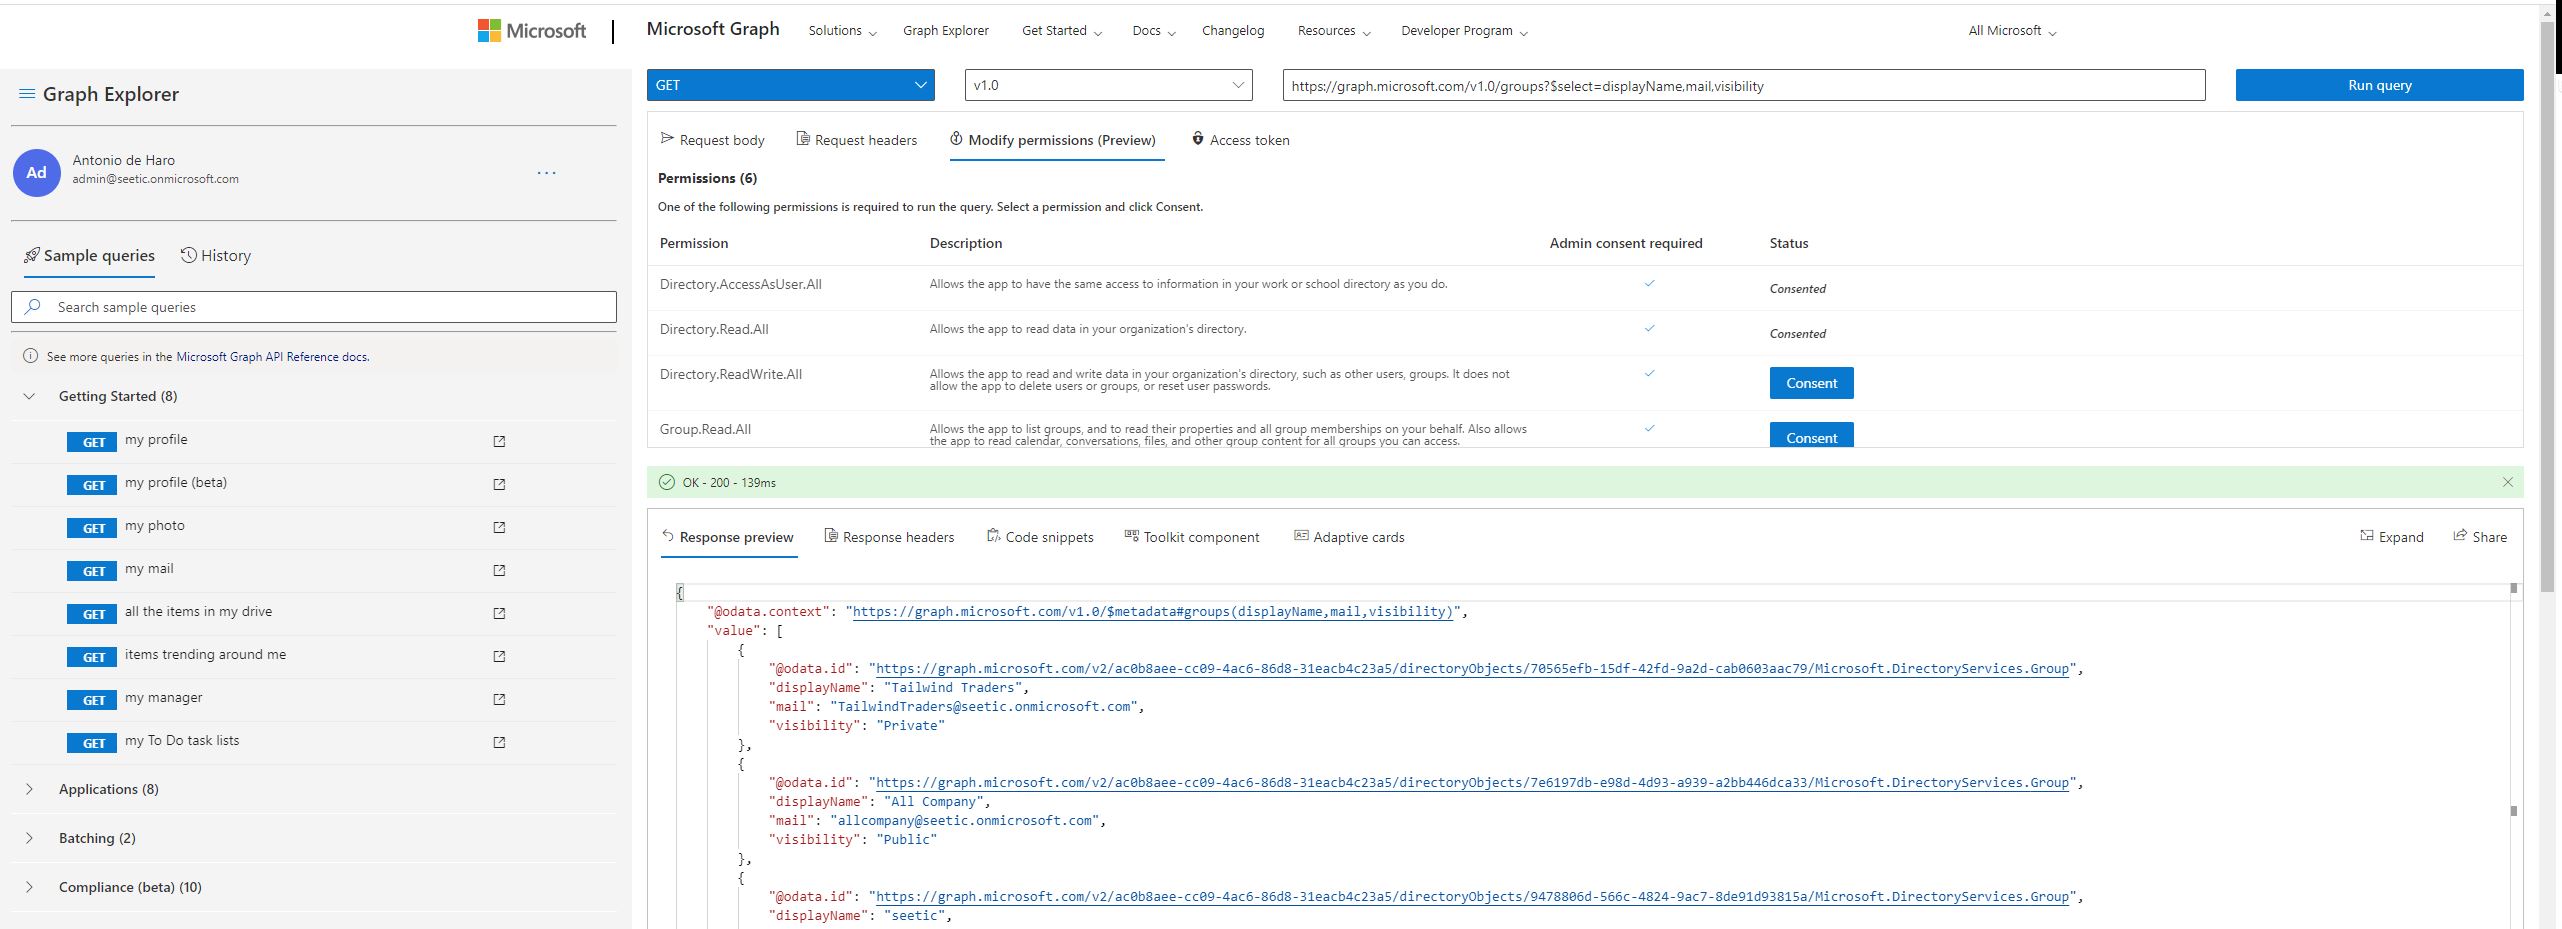 Microsoft | Microsoft Graph Solutions Graph Explorer Get Started Docs Changelog Resources Developer Program All Microsoft
Graph Explorer
Ad
Antonio de Haro
admin@seetic.onmicrosoft.com
...
Sample queries History
Search sample queries
See more queries in the Microsoft Graph API Reference docs.
Getting Started (8)
GET my profile
GET my profile (beta)
GET my photo
GET my mail
GET all the items in my drive
GET items trending around me
GET my manager
GET my To Do task lists
Applications (8)
Batching (2)
Compliance (beta) (10)
GET v1.0 https://graph.microsoft.com/v1.0/groups?$select=displayName,mail,visibility Run query
Request body Request headers Modify permissions (Preview) Access token
Permissions (6)
One of the following permissions is required to run the query. Select a permission and click Consent.
Permission Description Admin consent required Status
Directory.AccessAsUser.All Allows the app to have the same access to information in your work or school directory as you do. Consented
Directory.Read.All Allows the app to read data in your organization's directory. Consented
Directory.ReadWrite.All Allows the app to read and write data in your organization's directory, such as other users, groups. It does not
allow the app to delete users or groups, or reset user passwords. Consent
Group.Read.All Allows the app to list groups, and to read their properties and all group memberships on your behalf. Also allows
the app to read calendar, conversations, files, and other group content for all groups you can access. Consent
OK - 200 - 139ms
Response preview Response headers Code snippets Toolkit component Adaptive cards Expand Share
{
"@odata.context": "https://graph.microsoft.com/v1.0/$metadata#groups(displayName,mail,visibility)",
"value": [
{
"@odata.id": "https://graph.microsoft.com/v2/ac0b8aee-cc09-4ac6-86d8-31eacb4c23a5/directoryObjects/70565efb-15df-42fd-9a2d-cab0603aac79/Microsoft.DirectoryServices.Group",
"displayName": "Tailwind Traders",
"mail": "TailwindTraders@seetic.onmicrosoft.com",
"visibility": "Private"
},
{
"@odata.id": "https://graph.microsoft.com/v2/ac0b8aee-cc09-4ac6-86d8-31eacb4c23a5/directoryObjects/7e6197db-e98d-4d93-a939-a2bb446dca33/Microsoft.DirectoryServices.Group",
"displayName": "All Company",
"mail": "allcompany@seetic.onmicrosoft.com",
"visibility": "Public"
},
{
"@odata.id": "https://graph.microsoft.com/v2/ac0b8aee-cc09-4ac6-86d8-31eacb4c23a5/directoryObjects/9478806d-566c-4824-9ac7-8de91d93815a/Microsoft.DirectoryServices.Group",
"displayName": "seetic",